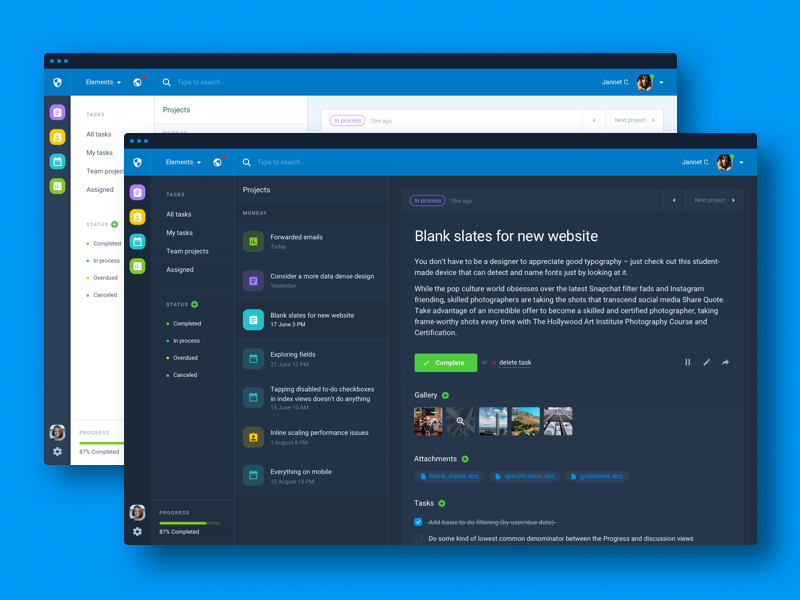 Elements
Type to search...
Jannet C.
TASKS
All tasks
My tasks
Team project
Assigned
STATUS
Completed
In process
Overdued
Canceled
PROGRESS
87% Completed
Projects
In process
15m ago
Next project
Elements
Type to search...
Jannet C.
TASKS
All tasks
My tasks
Team projects
Assigned
STATUS
Completed
In process
Overdued
Canceled
PROGRESS
87% Completed
Projects
MONDAY
Forwarded emails
Today
Consider a more data dense design
Yesterday
Blank slates for new website
17 June 3 PM
Exploring fields
21 June 12 PM
Tapping disabled to-do checkboxes
in index views doesn't do anything
15 June 10 AM
Inline scaling performance issues
1 August 8 PM
Everything on mobile
15 August 15 PM
In process
15m ago
Next project
Blank slates for new website
You don't have to be a designer to appreciate good typography – just check out this student-
made device that can detect and name fonts just by looking at it.
While the pop culture world obsesses over the latest Snapchat filter fads and Instagram
friending, skilled photographers are taking the shots that transcend social media Share Quote.
Take advantage of an incredible offer to become a skilled and certified photographer, taking
frame-worthy shots every time with The Hollywood Art Institute Photography Course and
Certification.
Complete
or
delete task
Gallery
Attachments
blank_slates.doc
specification.doc
guidelines.doc
Tasks
Add basic to do filtering (by user/due date)
Do some kind of lowest common denominator between the Progress and discussion views